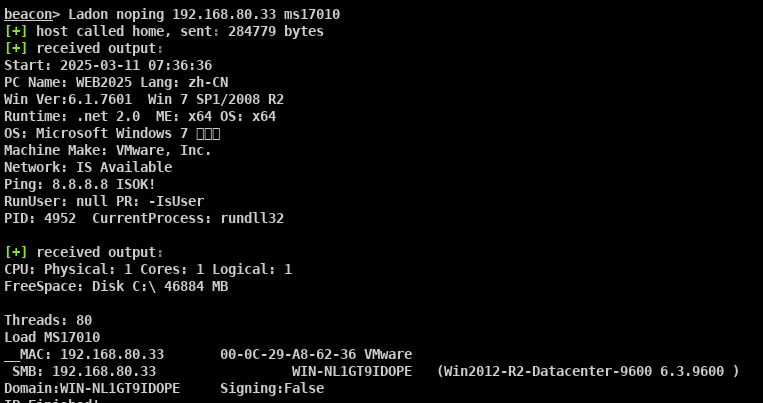 beacon> Ladon noping 192.168.80.33 ms17010
[+] host called home, sent: 284779 bytes
[+] received output:
Start: 2025-03-11 07:36:36
PC Name: WEB2025 Lang: zh-CN
Win Ver:6.1.7601  Win 7 SP1/2008 R2
Runtime: .net 2.0  ME: x64 OS: x64
OS: Microsoft Windows 7 □□□
Machine Make: VMware, Inc.
Network: IS Available
Ping: 8.8.8.8 ISOK!
RunUser: null PR: -IsUser
PID: 4952  CurrentProcess: rundll32
[+] received output:
CPU: Physical: 1 Cores: 1 Logical: 1
FreeSpace: Disk C:\ 46884 MB
Threads: 80
Load MS17010
__MAC: 192.168.80.33       00-0C-29-A8-62-36 VMware
 SMB: 192.168.80.33                 WIN-NL1GT9IDOPE   (Win2012-R2-Datacenter-9600 6.3.9600 )
Domain:WIN-NL1GT9IDOPE     Signing:False
IP Finished!